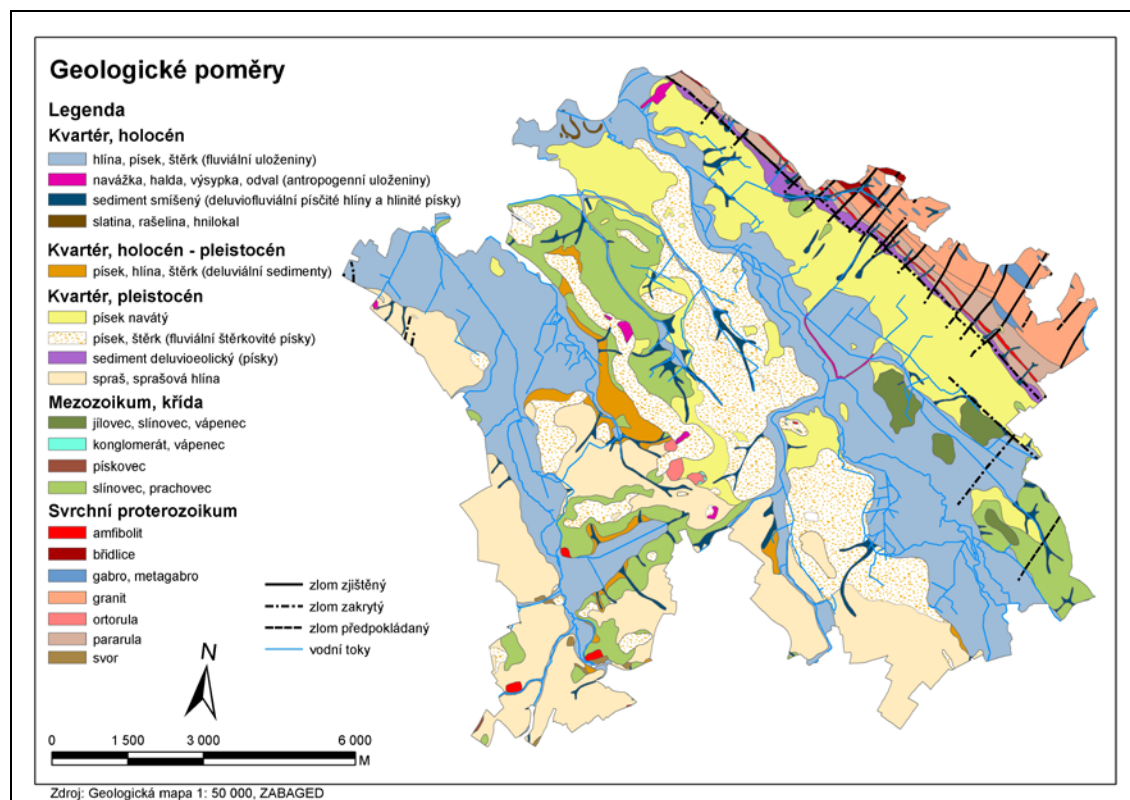 Geologické poměry
Legenda
Kvartér, holocén
hlína, písek, štěrk (fluviální uloženiny)
navážka, halda, výsypka, odval (antropogenní uloženiny)
sediment smíšený (deluviofluviální písčité hlíny a hlinité písky)
slatina, rašelina, hnilokal
Kvartér, holocén - pleistocén
písek, hlína, štěrk (deluviální sedimenty)
Kvartér, pleistocén
písek navátý
písek, štěrk (fluviální štěrkovité písky)
sediment deluvioeolický (písky)
spraš, sprašová hlína
Mezozoikum, křída
jílovec, slínovec, vápenec
konglomerát, vápenec
pískovec
slínovec, prachovec
Svrchní proterozoikum
amfibolit
břidlice
gabro, metagabro
granit
ortorula
pararula
svor
zlom zjištěný
zlom zakrytý
zlom předpokládaný
vodní toky
N
0 1 500 3 000 6 000
M
Zdroj: Geologická mapa 1: 50 000, ZABAGED